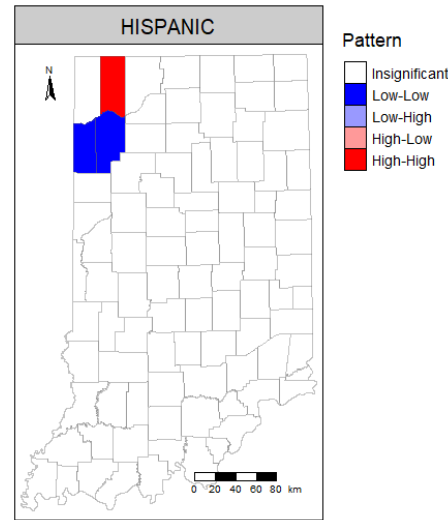 HISPANIC
N
Pattern
Insignificant
Low-Low
Low-High
High-Low
High-High
0 20 40 60 80 km